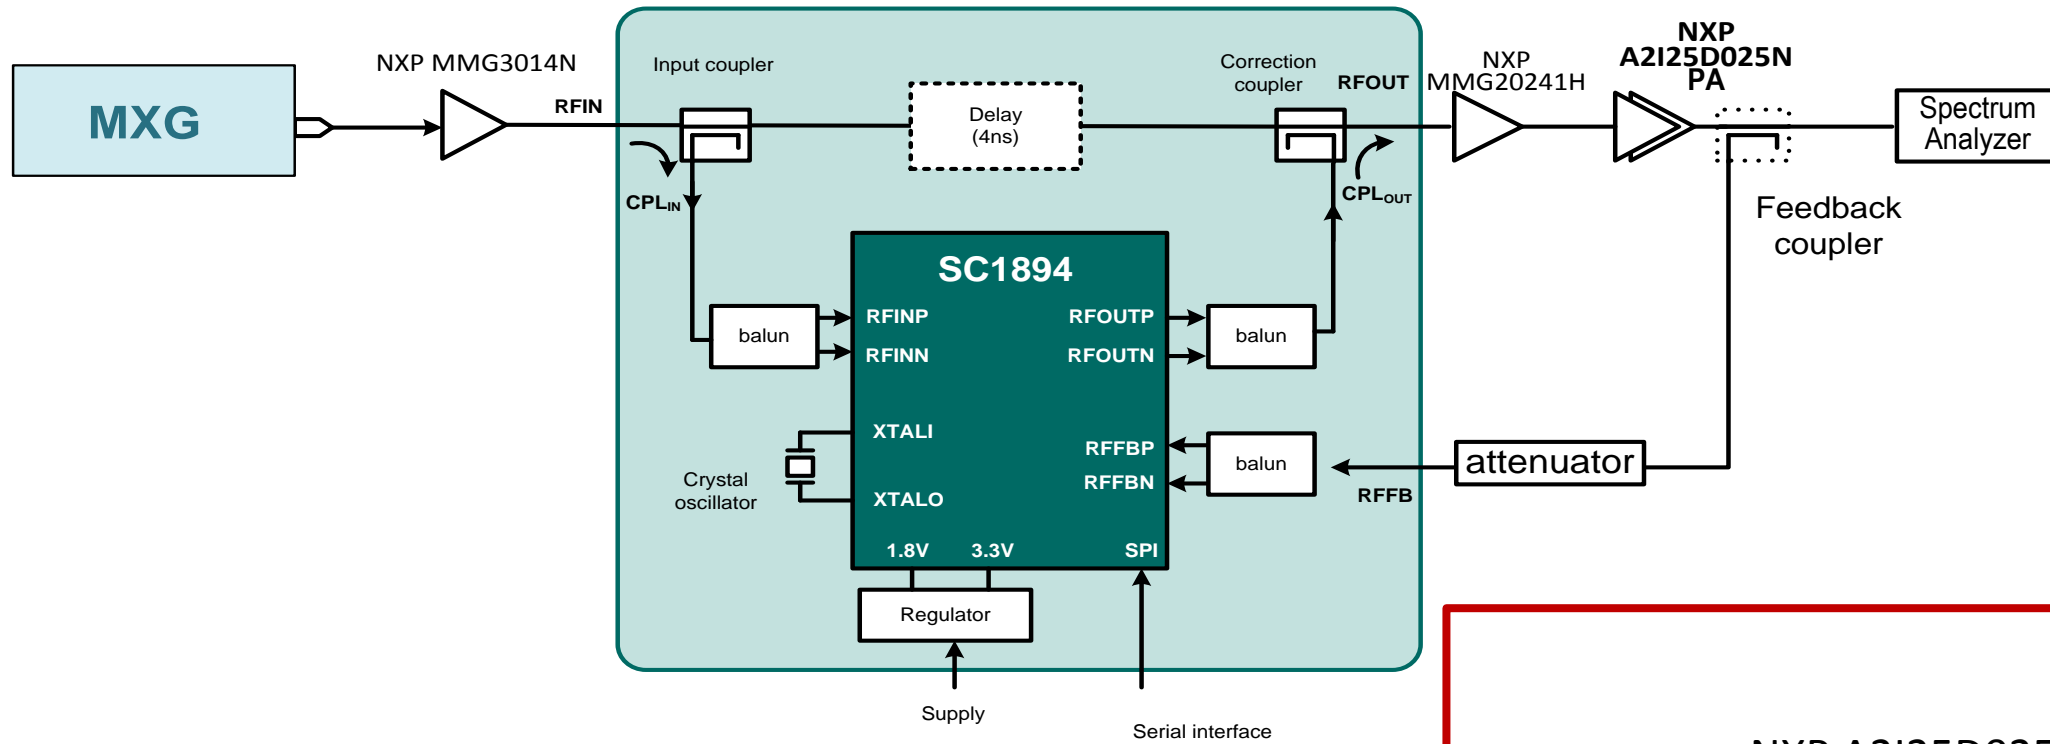 MXG
NXP MMG3014N
RFIN
Input coupler
CPLIN
Delay
(4ns)
Correction
coupler
RFOUT
CPLOUT
NXP
MMG20241H
NXP
A2I25D025N
PA
Spectrum
Analyzer
Feedback
coupler
SC1894
balun
RFINP
RFINN
RFOUTP
RFOUTN
balun
XTALI
XTALO
Crystal
oscillator
RFFBP
RFFBN
balun
RFFB
attenuator
1.8V
3.3V
SPI
Regulator
Supply
Serial interface